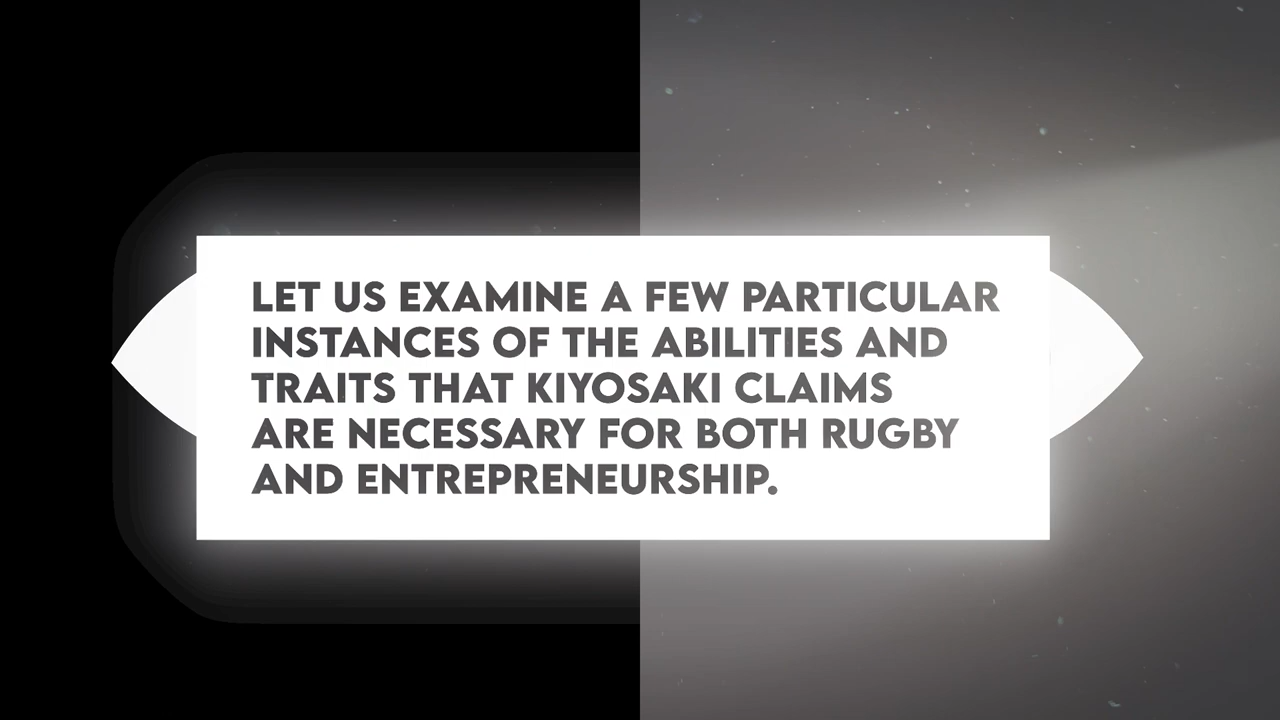 LET US EXAMINE A FEW PARTICULAR
INSTANCES OF THE ABILITIES AND
TRAITS THAT KIYOSAKI CLAIMS
ARE NECESSARY FOR BOTH RUGBY
AND ENTREPRENEURSHIP.